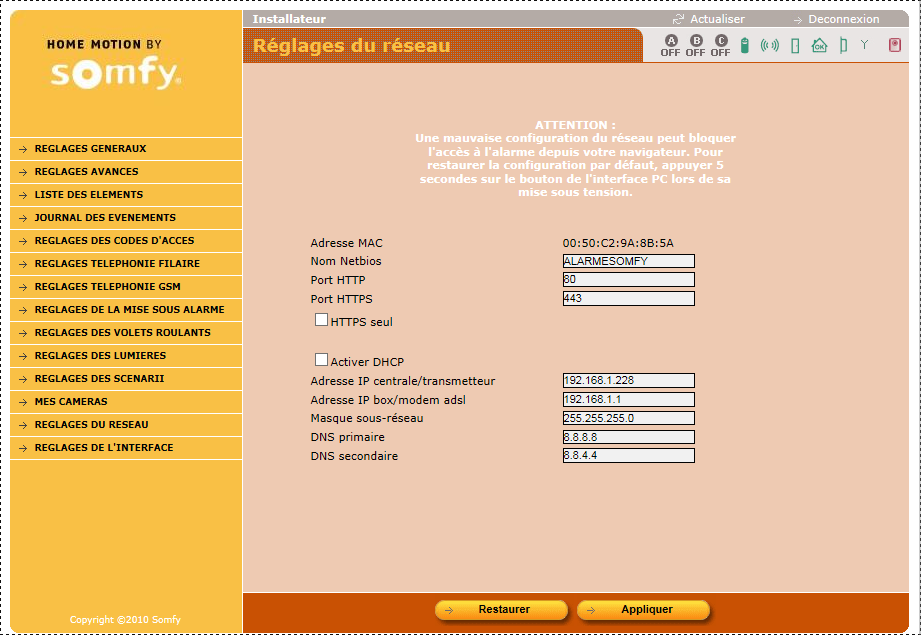 Installateur
Actualiser
Deconnexion
HOME MOTION BY
somfy®
Réglages du réseau
A B C
OFF OFF OFF
OK
REGLAGES GENERAUX
REGLAGES AVANCES
LISTE DES ELEMENTS
JOURNAL DES EVENEMENTS
REGLAGES DES CODES D'ACCES
REGLAGES TELEPHONIE FILAIRE
REGLAGES TELEPHONIE GSM
REGLAGES DE LA MISE SOUS ALARME
REGLAGES DES VOLETS ROULANTS
REGLAGES DES LUMIERES
REGLAGES DES SCENARII
MES CAMERAS
REGLAGES DU RESEAU
REGLAGES DE L'INTERFACE
Copyright ©2010 Somfy
ATTENTION :
Une mauvaise configuration du réseau peut bloquer
l'accès à l'alarme depuis votre navigateur. Pour
restaurer la configuration par défaut, appuyer 5
secondes sur le bouton de l'interface PC lors de sa
mise sous tension.
Adresse MAC 00:50:C2:9A:8B:5A
Nom Netbios ALARMESOMFY
Port HTTP 80
Port HTTPS 443
HTTPS seul
Activer DHCP
Adresse IP centrale/transmetteur 192.168.1.228
Adresse IP box/modem adsl 192.168.1.1
Masque sous-réseau 255.255.255.0
DNS primaire 8.8.8.8
DNS secondaire 8.8.4.4
Restaurer
Appliquer